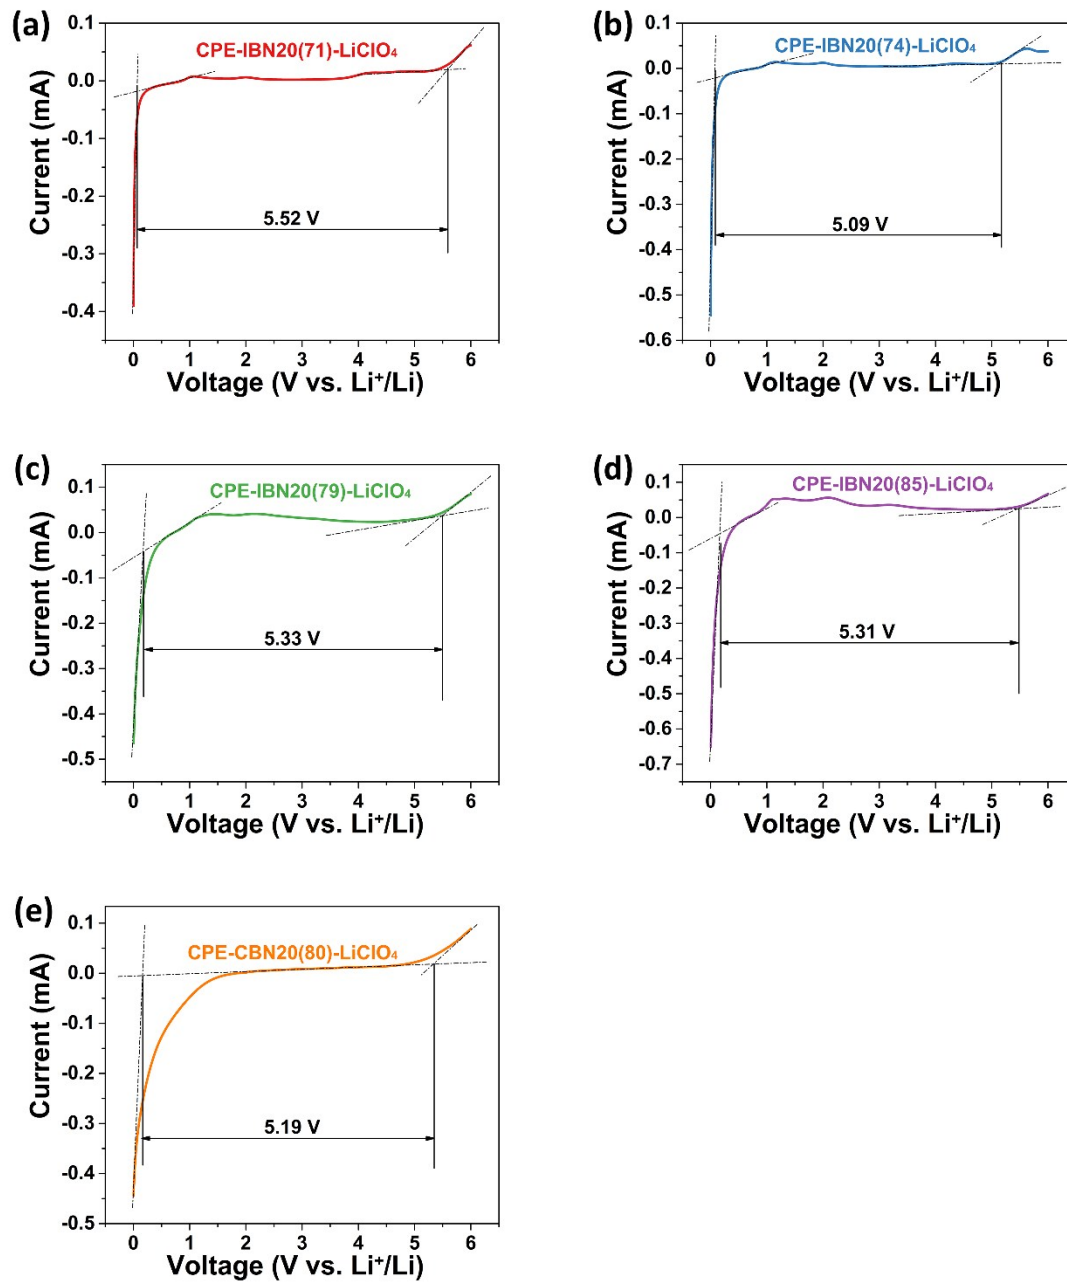 (a)
CPE-IBN20(71)-LiClO₄
0.1
0.0
-0.1
-0.2
-0.3
-0.4
Current (mA)
5.52 V
0 1 2 3 4 5 6
Voltage (V vs. Li⁺/Li)
(b)
CPE-IBN20(74)-LiClO₄
0.1
0.0
-0.1
-0.2
-0.3
-0.4
-0.5
-0.6
Current (mA)
5.09 V
0 1 2 3 4 5 6
Voltage (V vs. Li⁺/Li)
(c)
CPE-IBN20(79)-LiClO₄
0.1
0.0
-0.1
-0.2
-0.3
-0.4
-0.5
Current (mA)
5.33 V
0 1 2 3 4 5 6
Voltage (V vs. Li⁺/Li)
(d)
CPE-IBN20(85)-LiClO₄
0.1
0.0
-0.1
-0.2
-0.3
-0.4
-0.5
-0.6
-0.7
Current (mA)
5.31 V
0 1 2 3 4 5 6
Voltage (V vs. Li⁺/Li)
(e)
CPE-CBN20(80)-LiClO₄
0.1
0.0
-0.1
-0.2
-0.3
-0.4
-0.5
Current (mA)
5.19 V
0 1 2 3 4 5 6
Voltage (V vs. Li⁺/Li)